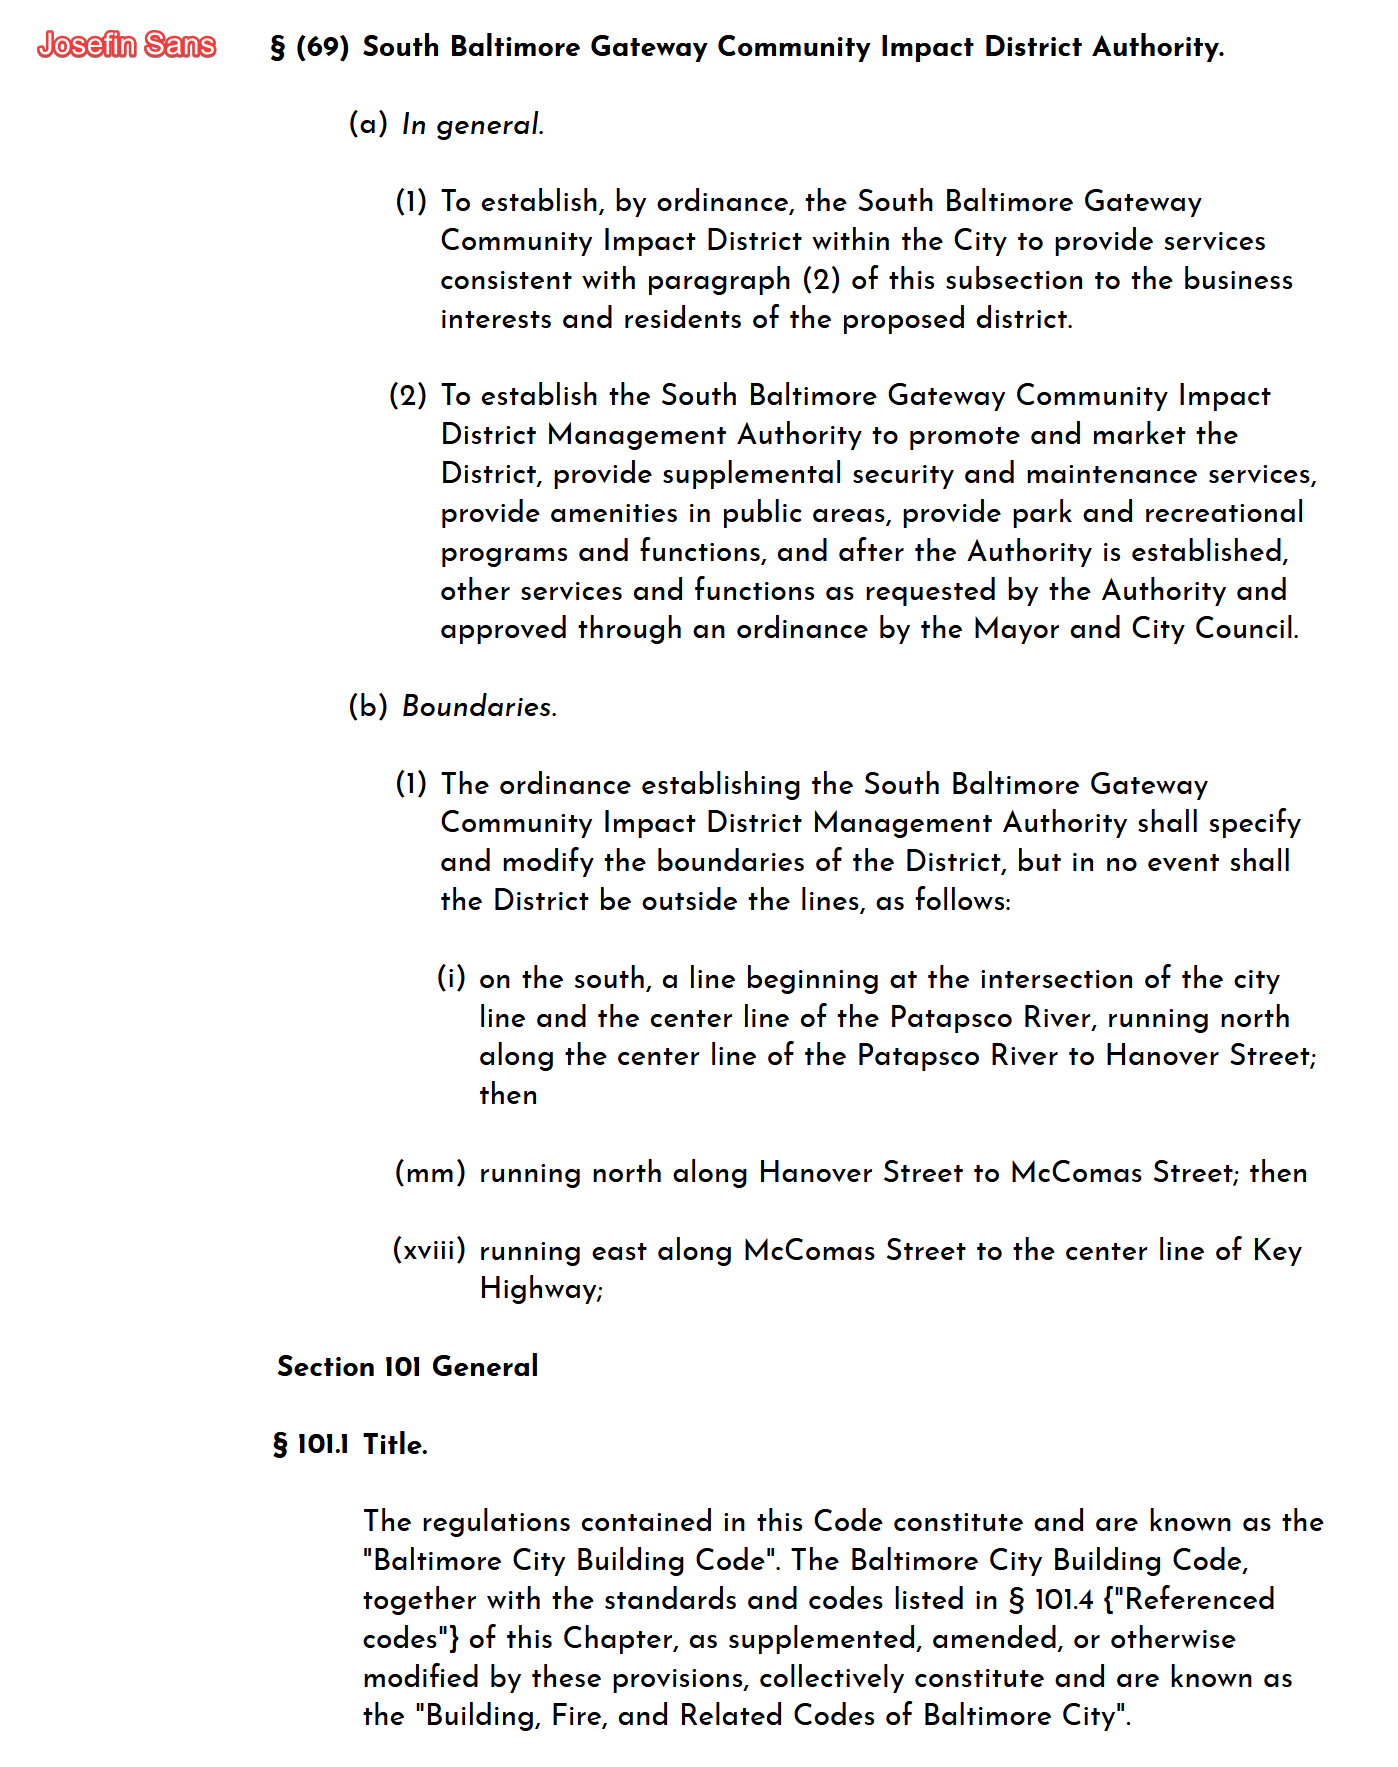 Josefin Sans
§ (69) South Baltimore Gateway Community Impact District Authority.
(a) In general.
(1) To establish, by ordinance, the South Baltimore Gateway
Community Impact District within the City to provide services
consistent with paragraph (2) of this subsection to the business
interests and residents of the proposed district.
(2) To establish the South Baltimore Gateway Community Impact
District Management Authority to promote and market the
District, provide supplemental security and maintenance services,
provide amenities in public areas, provide park and recreational
programs and functions, and after the Authority is established,
other services and functions as requested by the Authority and
approved through an ordinance by the Mayor and City Council.
(b) Boundaries.
(1) The ordinance establishing the South Baltimore Gateway
Community Impact District Management Authority shall specify
and modify the boundaries of the District, but in no event shall
the District be outside the lines, as follows:
(i) on the south, a line beginning at the intersection of the city
line and the center line of the Patapsco River, running north
along the center line of the Patapsco River to Hanover Street;
then
(mm) running north along Hanover Street to McComas Street; then
(xviii) running east along McComas Street to the center line of Key
Highway;
Section 101 General
§ 101.1 Title.
The regulations contained in this Code constitute and are known as the
"Baltimore City Building Code". The Baltimore City Building Code,
together with the standards and codes listed in § 101.4 {"Referenced
codes"} of this Chapter, as supplemented, amended, or otherwise
modified by these provisions, collectively constitute and are known as
the "Building, Fire, and Related Codes of Baltimore City".